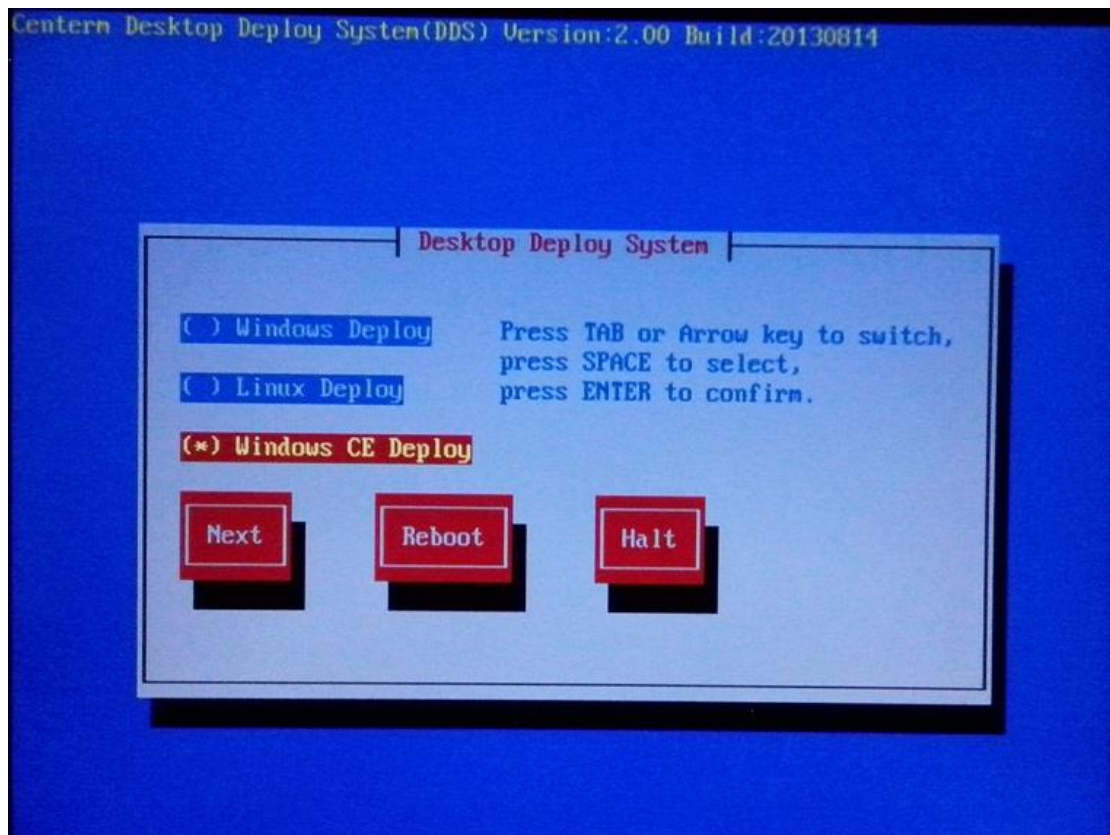 Centerm Desktop Deploy System(DDS) Version:2.00 Build:20130814
Desktop Deploy System
( ) Windows Deploy
Press TAB or Arrow key to switch,
press SPACE to select,
( ) Linux Deploy
press ENTER to confirm.
(*) Windows CE Deploy
Next
Reboot
Halt